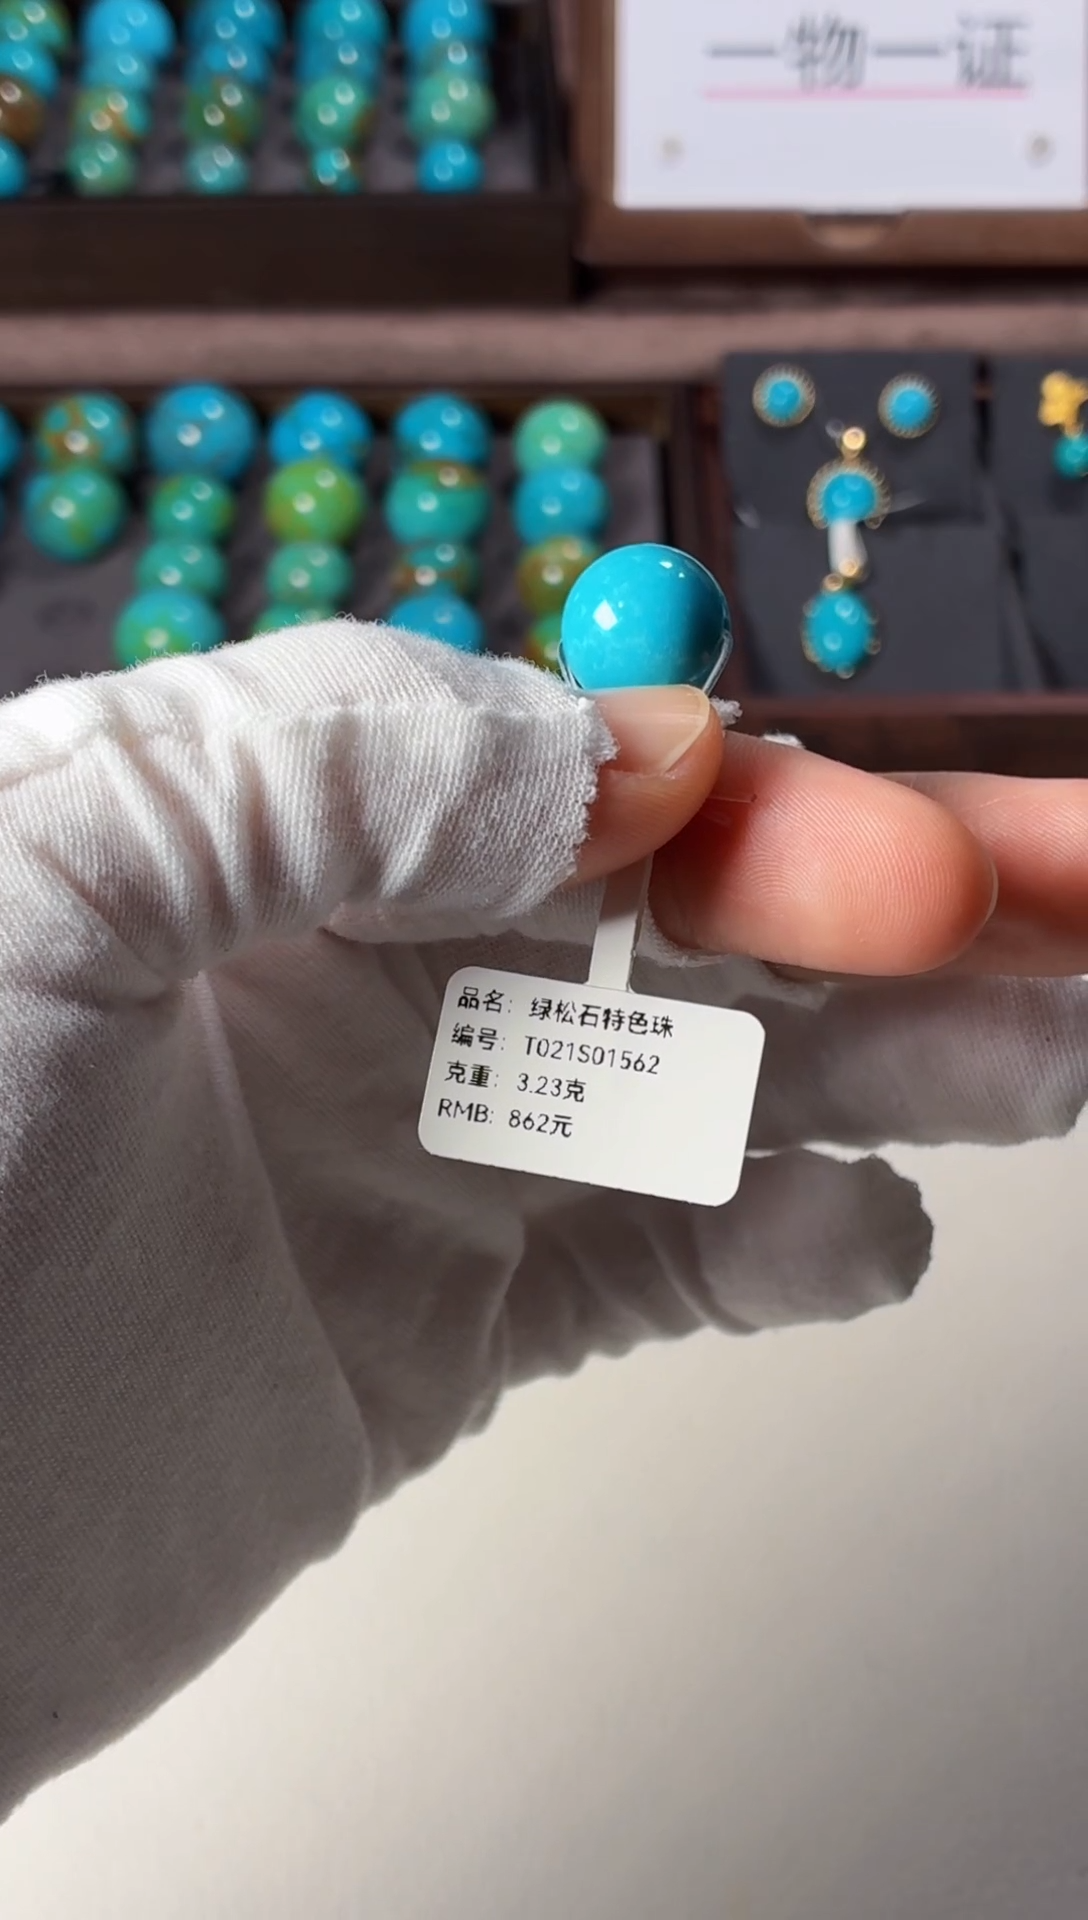 一物一证
品名: 绿松石特色珠
编号: T021S01562
克重: 3.23克
RMB: 862元